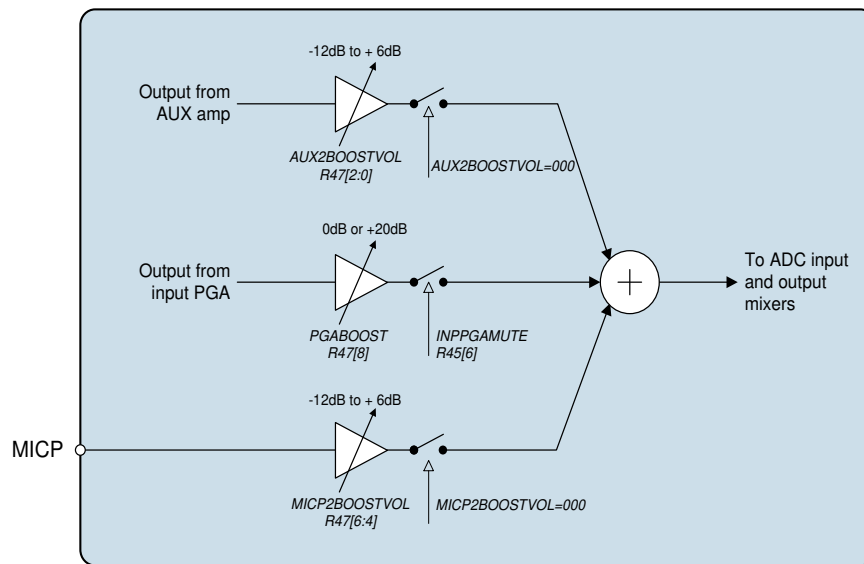 -12dB to + 6dB
Output from
AUX amp
AUX2BOOSTVOL
R47[2:0]
AUX2BOOSTVOL=000
0dB or +20dB
Output from
input PGA
PGABOOST
R47[8]
INPPGAMUTE
R45[6]
+
To ADC input
and output
mixers
-12dB to + 6dB
MICP
MICP2BOOSTVOL
R47[6:4]
MICP2BOOSTVOL=000